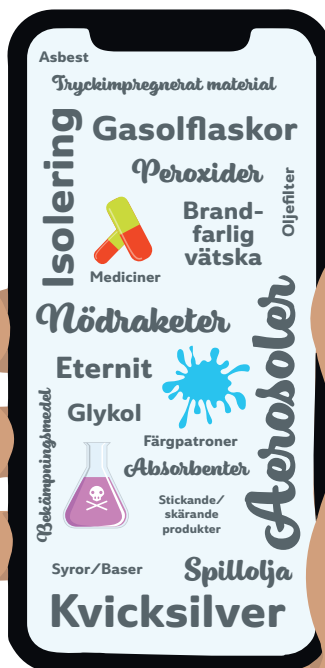 Asbest
Tryckimpregnerat material
Isolering
Gasolflaskor
Peroxider
Oljefilter
Brand-
farlig
vätska
Mediciner
Nödraketer
Aerosoler
Eternit
Glykol
Bekämpningsmedel
Färgpatroner
Absorbenter
Stickande/
skärande
produkter
Syror/Baser
Spillolja
Kvicksilver